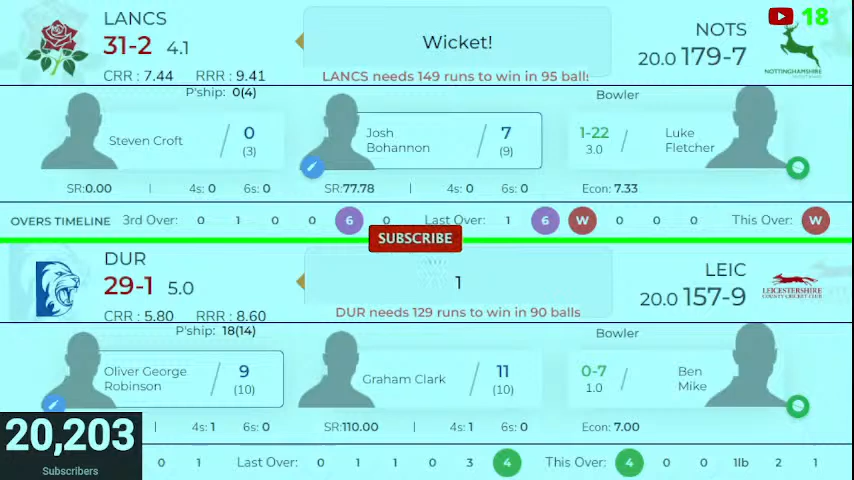 LANCS
31-2 4.1
CRR : 7.44 RRR : 9.41
Wicket!
LANCS needs 149 runs to win in 95 balls
18
NOTS
20.0 179-7
NOTTINGHAMSHIRE
P'ship: 0(4)
Bowler
Steven Croft
0
(3)
Josh
Bohannon
7
(9)
1-22
3.0
Luke
Fletcher
SR:0.00 | 4s: 0 6s: 0
SR:77.78 | 4s: 0 6s: 0
Econ: 7.33
OVERS TIMELINE 3rd Over: 0 1 0 0 6 0 Last Over: 1 6 W 0 0 0 This Over: W
SUBSCRIBE
DUR
29-1 5.0
CRR : 5.80 RRR : 8.60
1
DUR needs 129 runs to win in 90 balls
LEIC
20.0 157-9
LEICESTERSHIRE
COUNTY CRICKET CLUB
P'ship: 18(14)
Bowler
Oliver George
Robinson
9
(10)
Graham Clark
11
(10)
0-7
1.0
Ben
Mike
| 4s: 1 6s: 0
SR:110.00 | 4s: 1 6s: 0
Econ: 7.00
20,203
Subscribers
0 1 Last Over: 0 1 1 0 3 4 This Over: 4 0 0 1lb 2 1